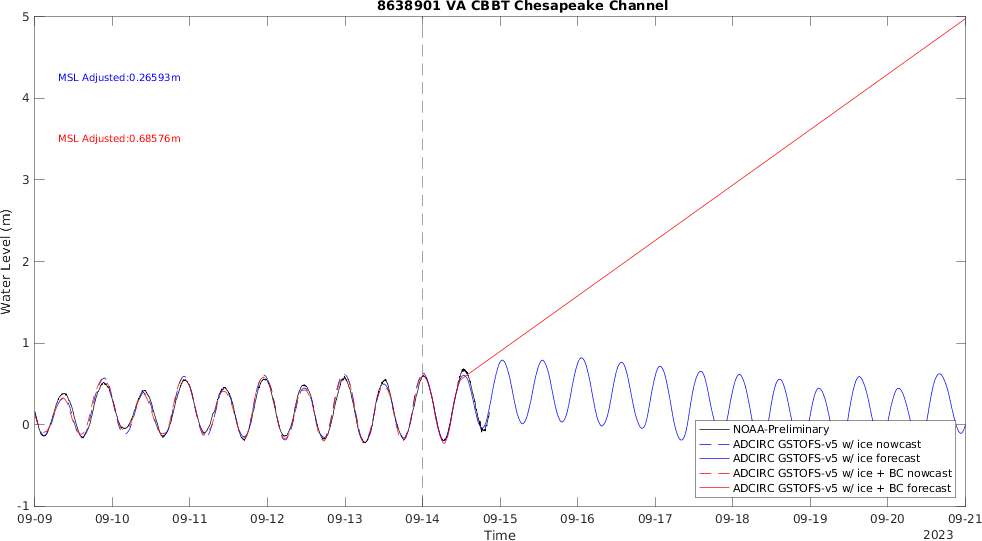 8638901 VA CBBT Chesapeake Channel
5
MSL Adjusted:0.26593m
4
MSL Adjusted:0.68576m
3
2
1
0
-1
Water Level (m)
NOAA-Preliminary
ADCIRC GSTOFS-v5 w/ ice nowcast
ADCIRC GSTOFS-v5 w/ ice forecast
ADCIRC GSTOFS-v5 w/ ice + BC nowcast
ADCIRC GSTOFS-v5 w/ ice + BC forecast
09-09 09-10 09-11 09-12 09-13 09-14 09-15 09-16 09-17 09-18 09-19 09-20 09-21
Time
2023